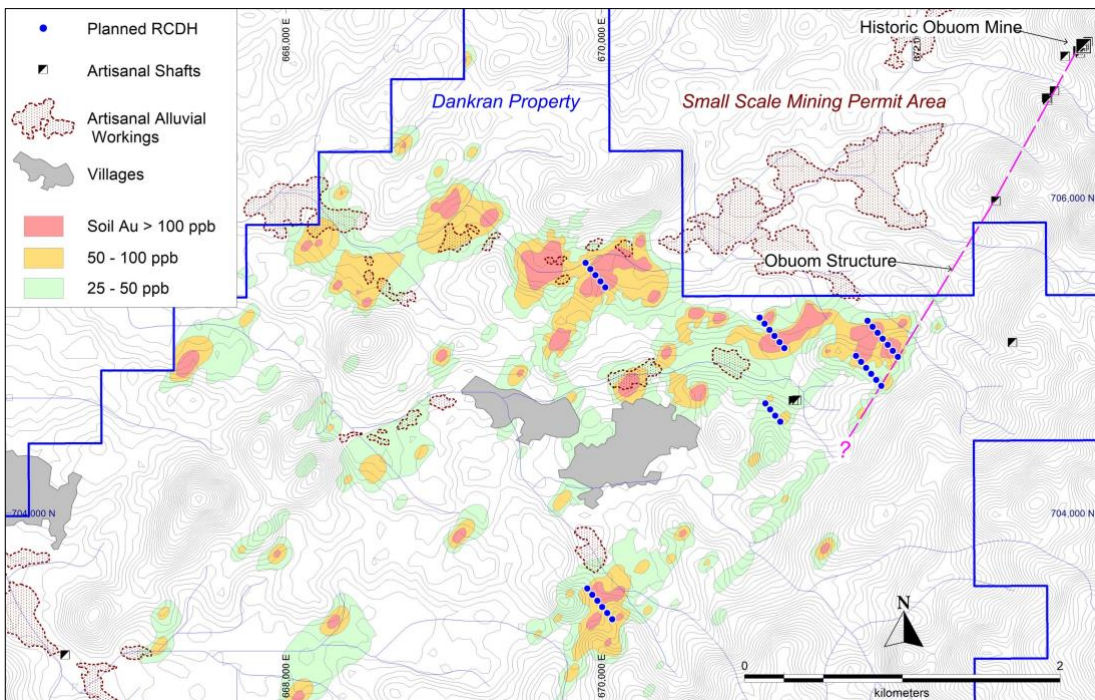 Planned RCDH
Artisanal Shafts
Artisanal Alluvial
Workings
Villages
Soil Au > 100 ppb
50 - 100 ppb
25 - 50 ppb
668,000 E
670,000 E
Historic Obuom Mine
Dankran Property
Small Scale Mining Permit Area
706,000 N
Obuom Structure
?
704,000 N
704,000 N
668,000 E
670,000 E
N
0
2
kilometers